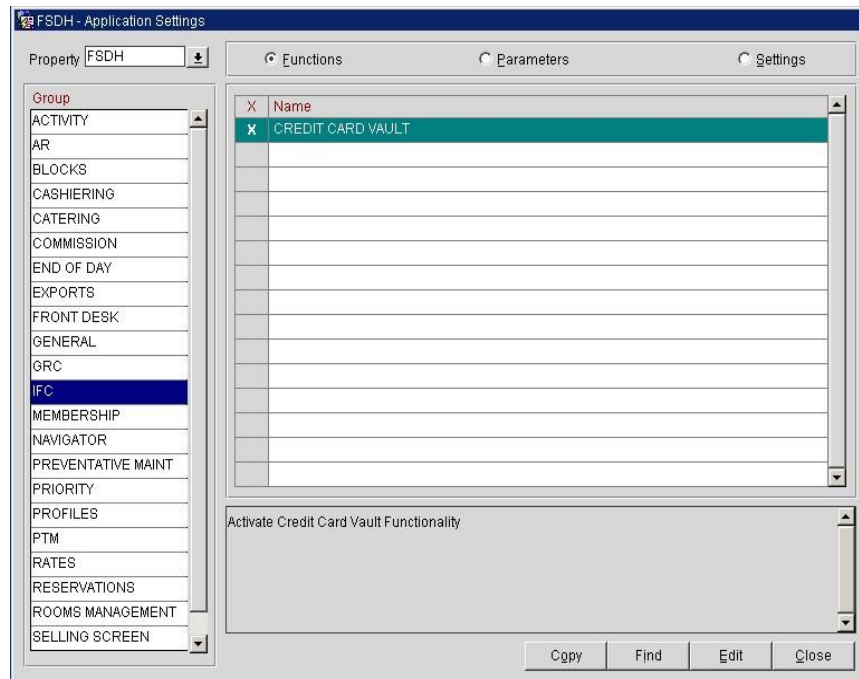 FSDH - Application Settings
Property FSDH
Functions Parameters Settings
Group
ACTIVITY
AR
BLOCKS
CASHIERING
CATERING
COMMISSION
END OF DAY
EXPORTS
FRONT DESK
GENERAL
GRC
IFC
MEMBERSHIP
NAVIGATOR
PREVENTATIVE MAINT
PRIORITY
PROFILES
PTM
RATES
RESERVATIONS
ROOMS MANAGEMENT
SELLING SCREEN
X Name
X CREDIT CARD VAULT
Activate Credit Card Vault Functionality
Copy Find Edit Close